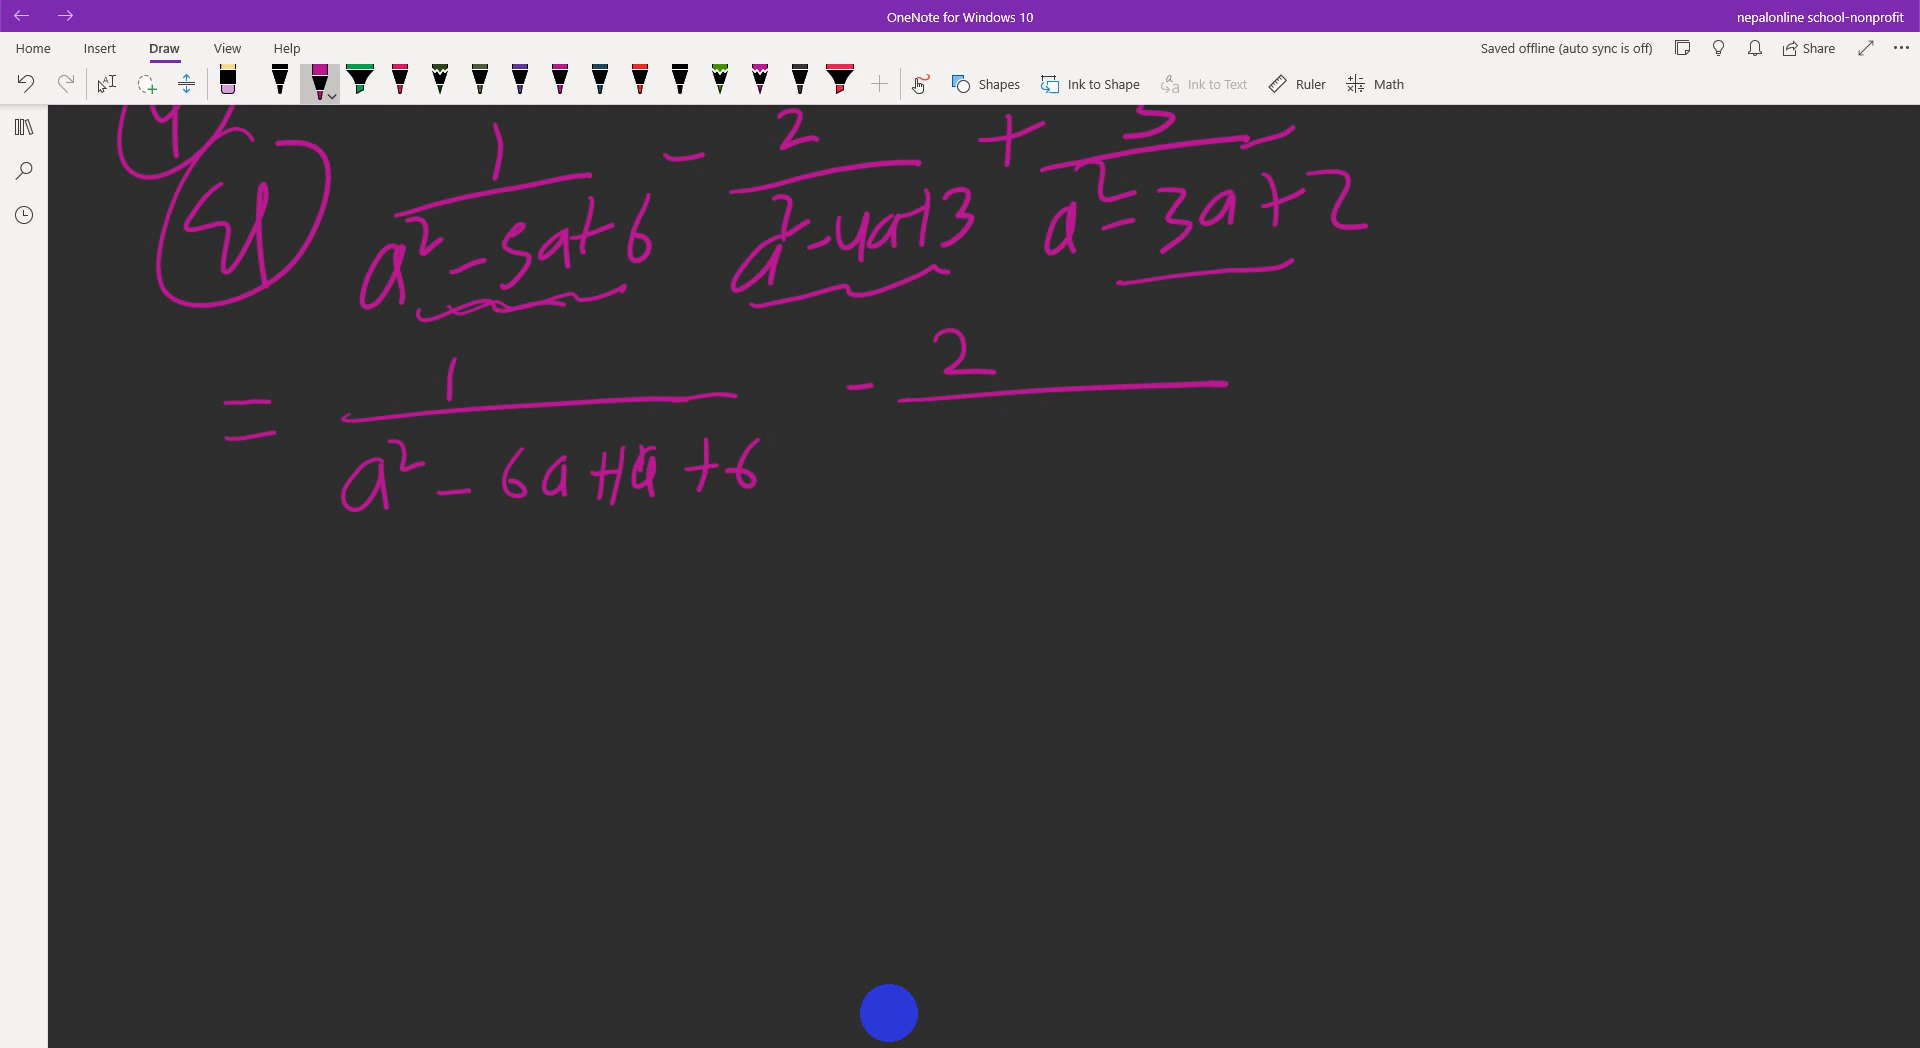 OneNote for Windows 10
nepalonline school-nonprofit
Home Insert Draw View Help
Saved offline (auto sync is off) Share
Shapes Ink to Shape Ink to Text Ruler Math
1 - 2 +
a² - 5a + 6 a² - 4a + 3 a² - 3a + 2
= 1 - 2
a² - 6a + 1a + 6